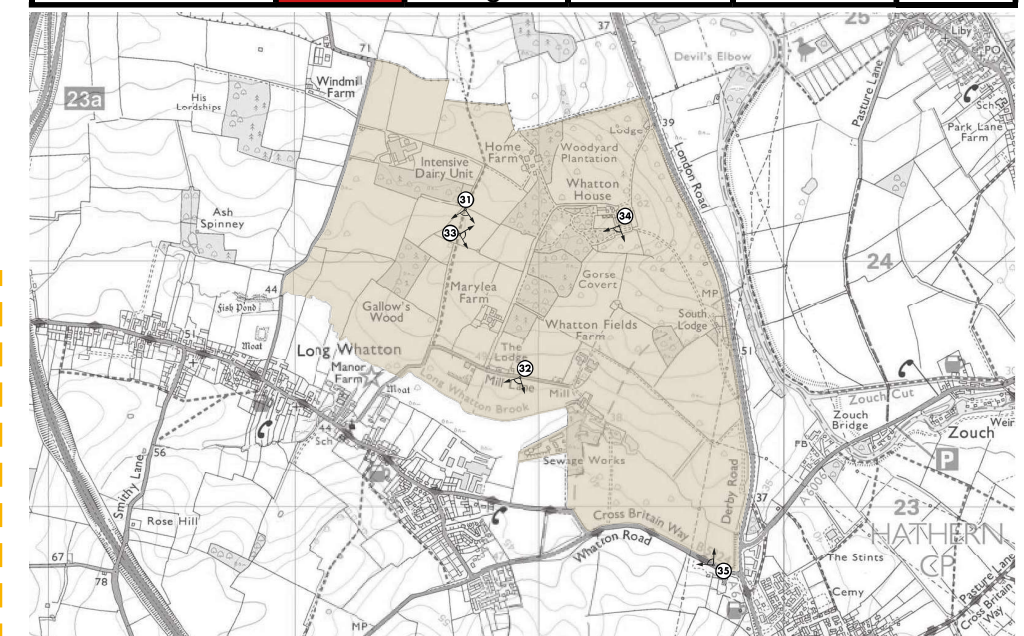 37
25
Liby
PO
71
Devil's Elbow
Windmi
Farm
23a
His
Lordships
Pasture Lane
Sch
39
Lodge
Park Lane
Farm
Home
Farm
Woodyard
Plantation
London Road
Intensive
Dairy Unit
Whatton
House
31
34
Ash
Spinney
33
24
44
Fish Pond
Marylea
Farm
Gorse
Covert
MP
Gallow's
Wood
South
Lodge
Whatton Fields
Farm
51
Moat
Long Whatton
The
Lodge
51
Manor
Farm
32
Moat
Mill
Mill
Long Whatton Brook
Zouch Cut
Zouch
Bridge
Weir
44
Sch
PB
Zouch
P
56
Sewage Works
A6006
Smithy Lane
Derby Road
37
23
Rose Hill
Cross Britain Way
Whatton Road
HATHERN
CP
67
The Stints
78
35
Cemy
Pasture Lane
Cross Britain
Way
MP